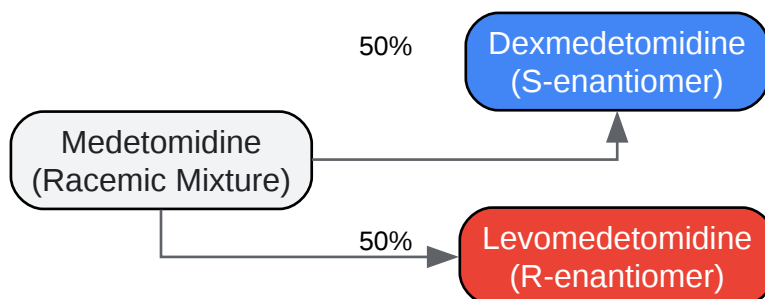 50%
Dexmedetomidine
(S-enantiomer)
Medetomidine
(Racemic Mixture)
50%
Levomedetomidine
(R-enantiomer)